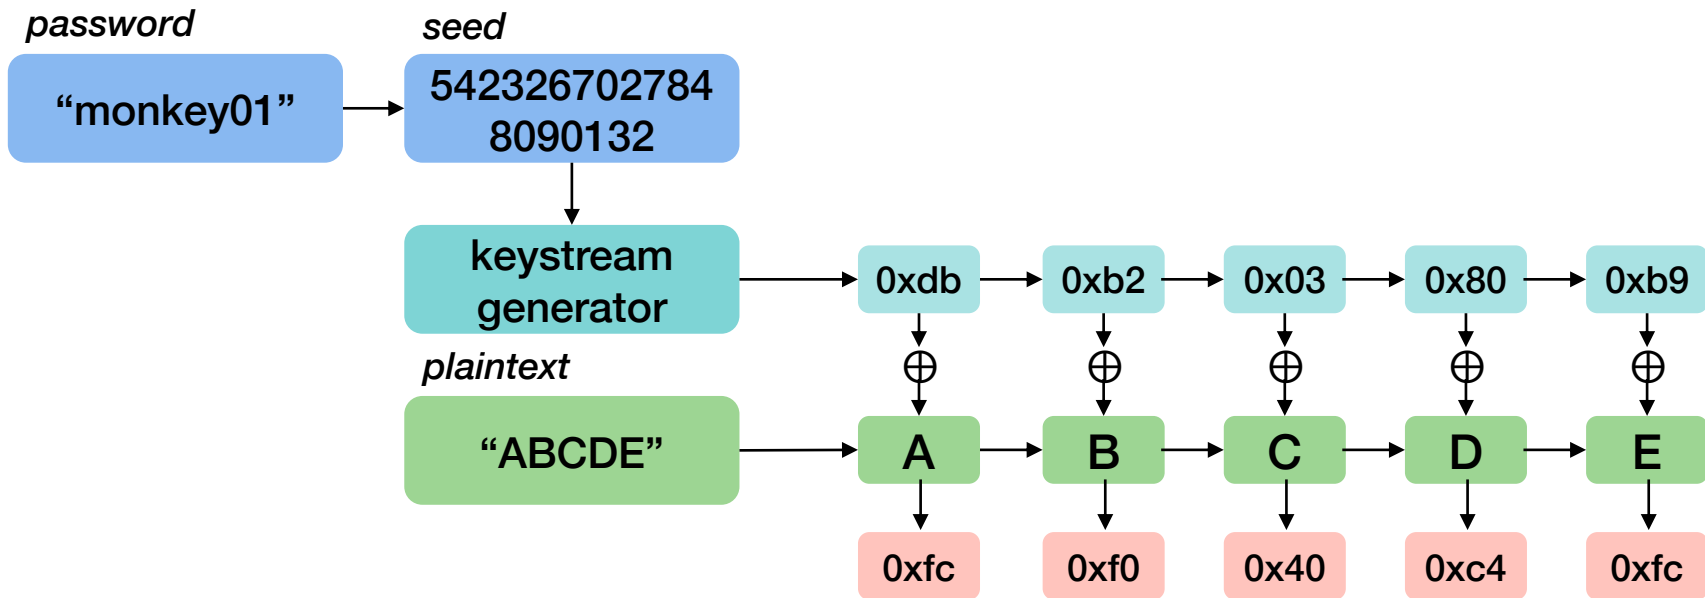 password
seed
“monkey01”
542326702784
8090132
keystream
generator
0xdb
0xb2
0x03
0x80
0xb9
plaintext
“ABCDE”
A
B
C
D
E
0xfc
0xf0
0x40
0xc4
0xfc